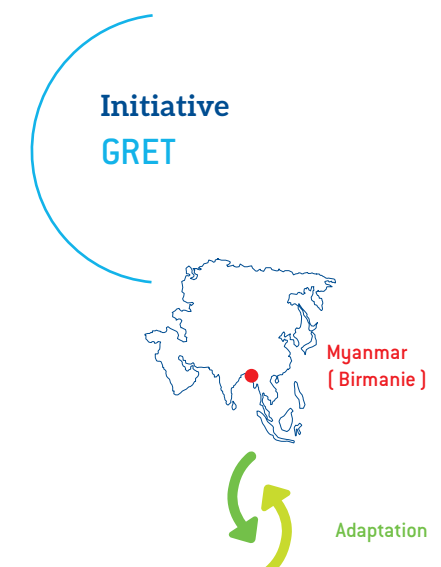 Initiative
GRET
Myanmar
( Birmanie )
Adaptation